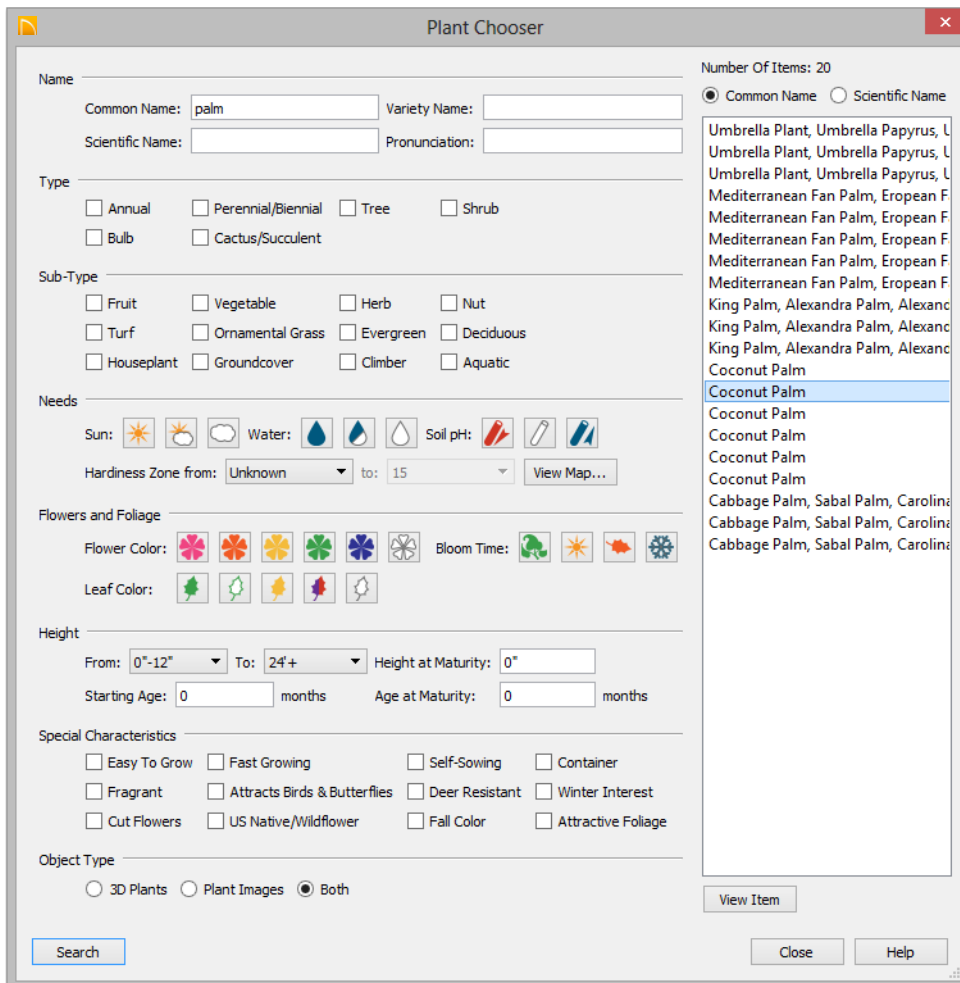 Plant Chooser
Name
Common Name: palm Variety Name:
Scientific Name: Pronunciation:
Type
Annual Perennial/Biennial Tree Shrub
Bulb Cactus/Succulent
Sub-Type
Fruit Vegetable Herb Nut
Turf Ornamental Grass Evergreen Deciduous
Houseplant Groundcover Climber Aquatic
Needs
Sun: Water: Soil pH:
Hardiness Zone from: Unknown to: 15 View Map...
Flowers and Foliage
Flower Color: Bloom Time:
Leaf Color:
Height
From: 0"-12" To: 24'+ Height at Maturity: 0"
Starting Age: 0 months Age at Maturity: 0 months
Special Characteristics
Easy To Grow Fast Growing Self-Sowing Container
Fragrant Attracts Birds & Butterflies Deer Resistant Winter Interest
Cut Flowers US Native/Wildflower Fall Color Attractive Foliage
Object Type
3D Plants Plant Images Both
Search
Number Of Items: 20
Common Name Scientific Name
Umbrella Plant, Umbrella Papyrus, U
Umbrella Plant, Umbrella Papyrus, U
Umbrella Plant, Umbrella Papyrus, U
Mediterranean Fan Palm, Eropean F
Mediterranean Fan Palm, Eropean F
Mediterranean Fan Palm, Eropean F
Mediterranean Fan Palm, Eropean F
Mediterranean Fan Palm, Eropean F
King Palm, Alexandra Palm, Alexand
King Palm, Alexandra Palm, Alexand
King Palm, Alexandra Palm, Alexand
Coconut Palm
Coconut Palm
Coconut Palm
Coconut Palm
Coconut Palm
Coconut Palm
Cabbage Palm, Sabal Palm, Carolina
Cabbage Palm, Sabal Palm, Carolina
Cabbage Palm, Sabal Palm, Carolina
View Item
Close Help